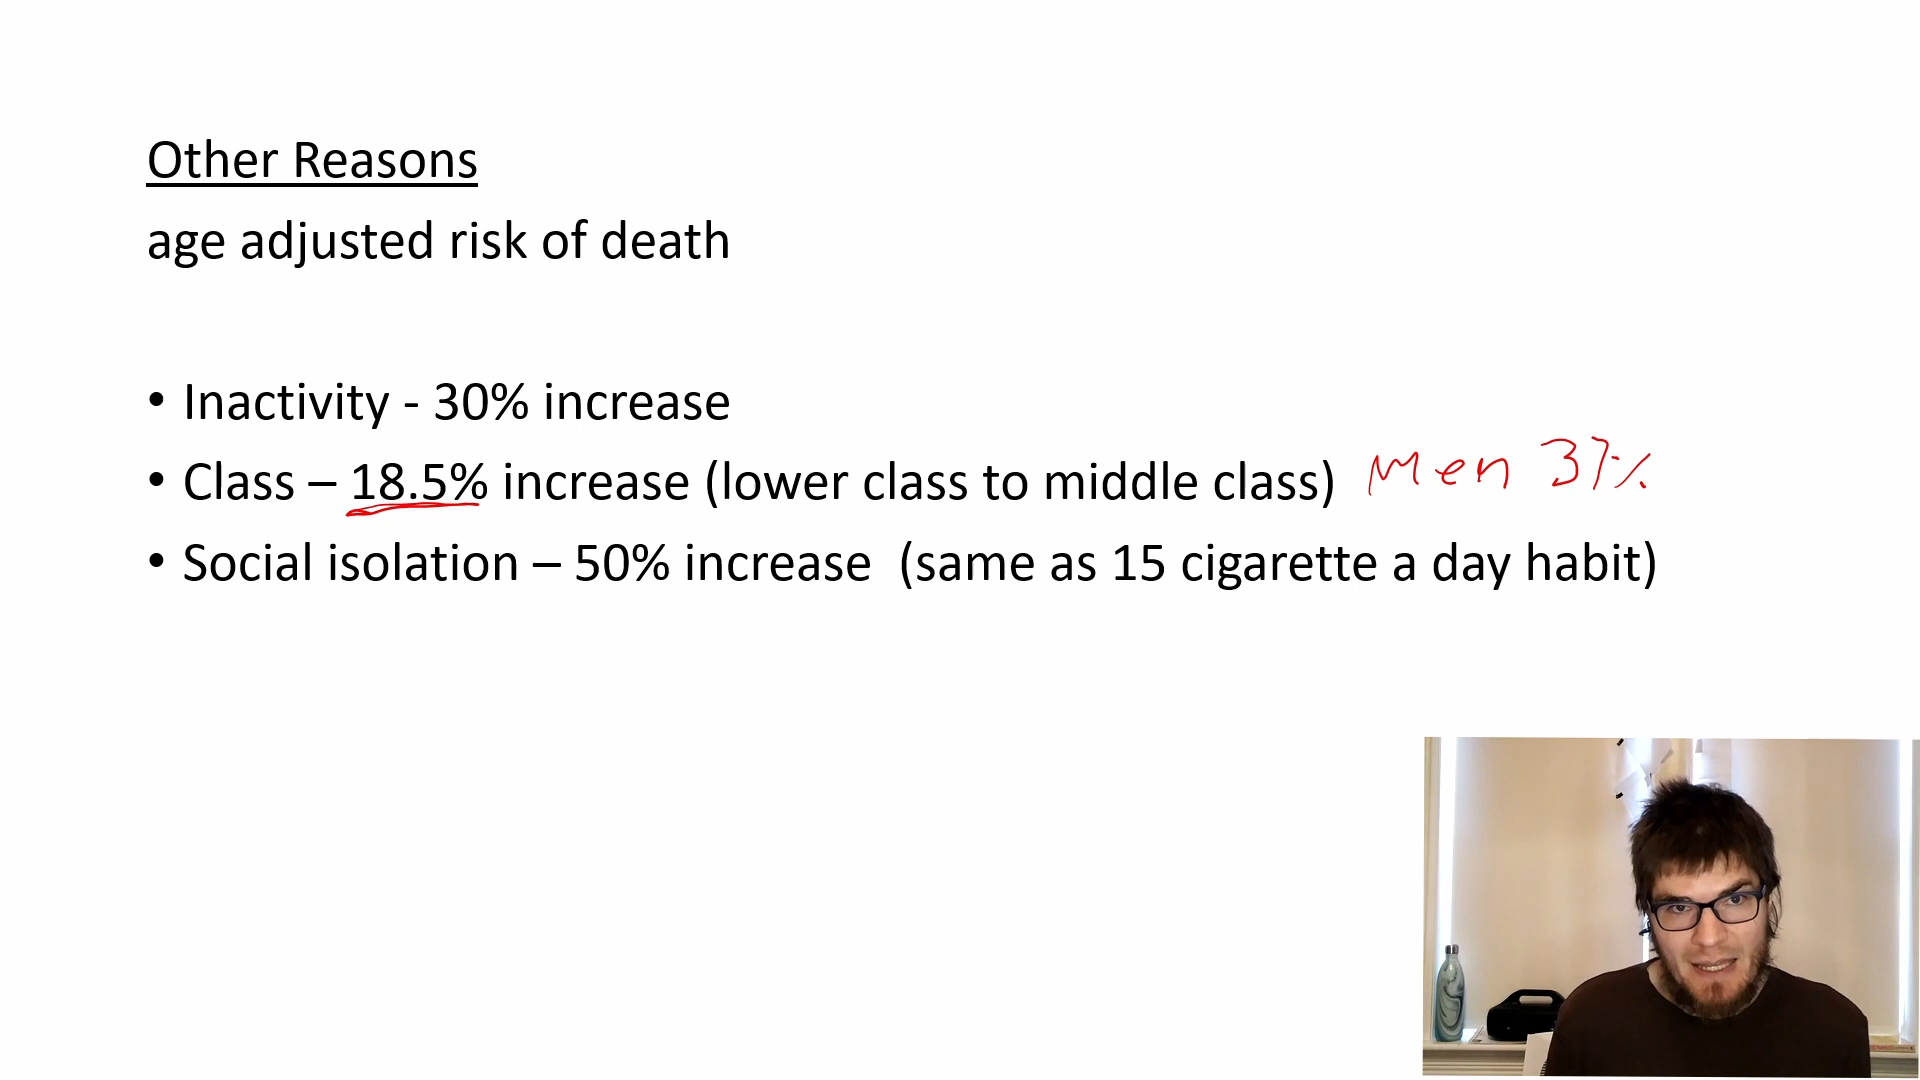 Other Reasons
age adjusted risk of death
• Inactivity - 30% increase
• Class – 18.5% increase (lower class to middle class) Men 37%
• Social isolation – 50% increase (same as 15 cigarette a day habit)